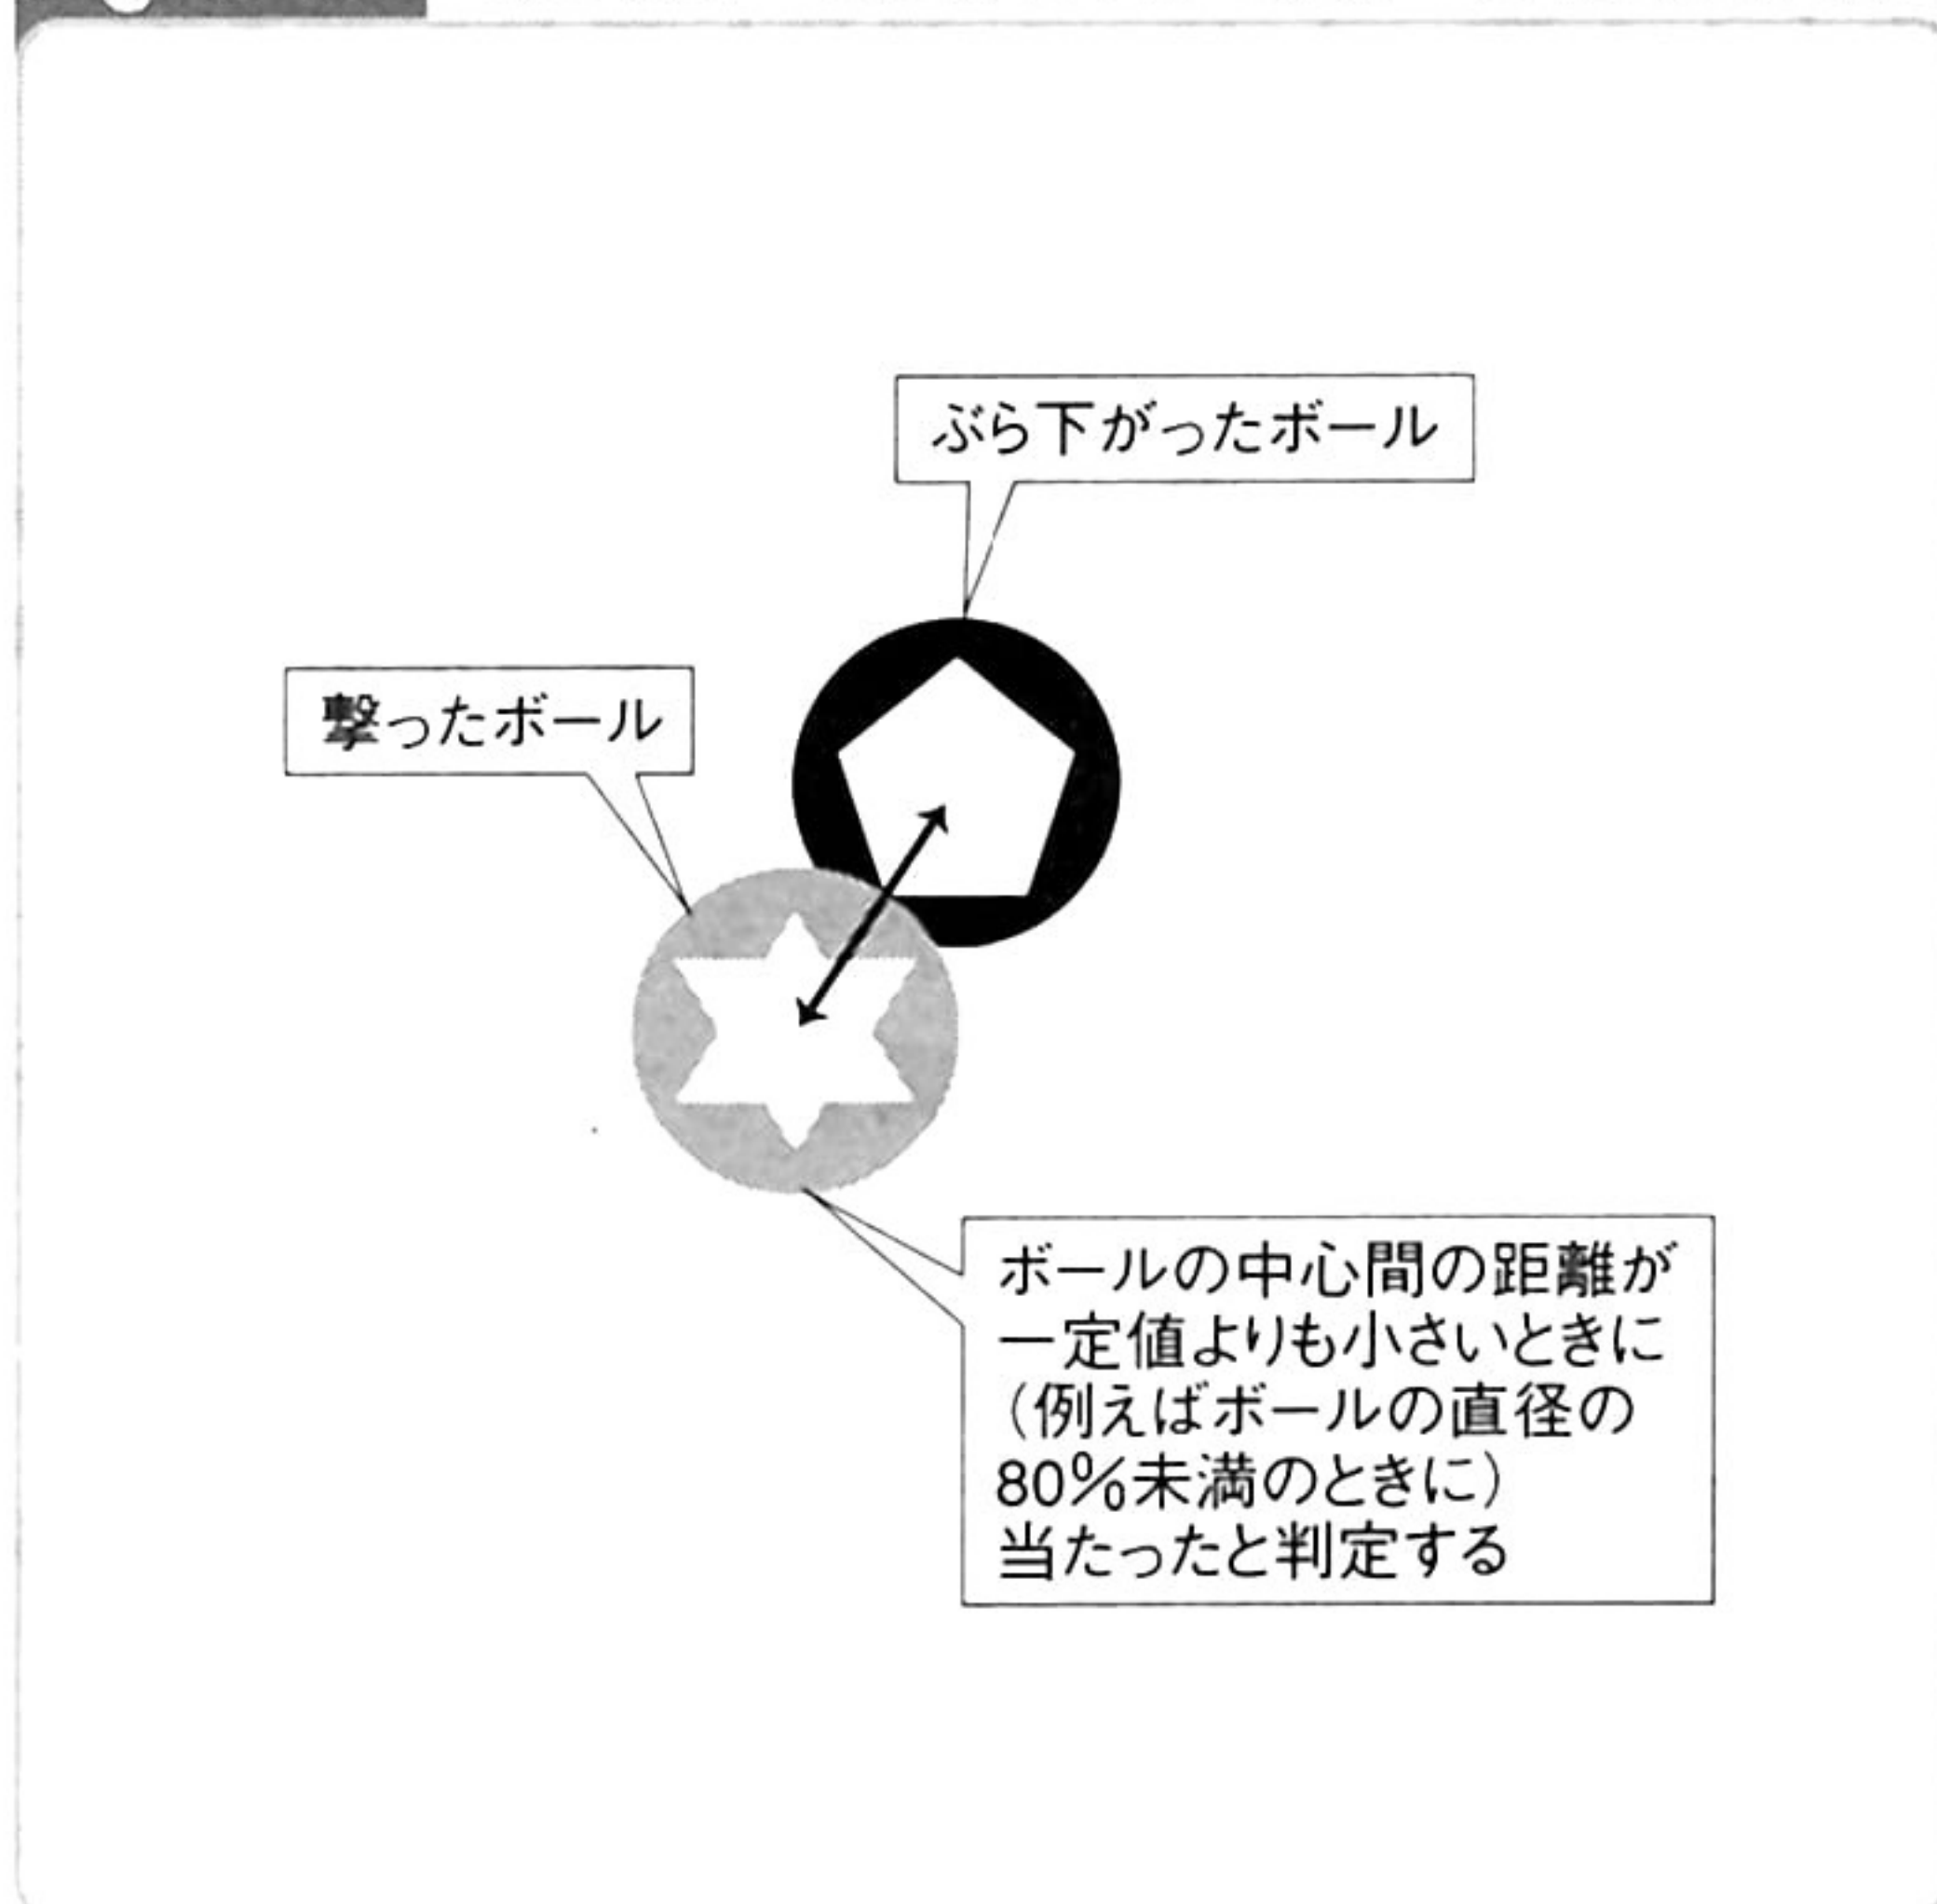 ぶら下がったボール
撃ったボール
ボールの中心間の距離が
一定値よりも小さいときに
(例えばボールの直径の
80%未満のときに)
当たったと判定する